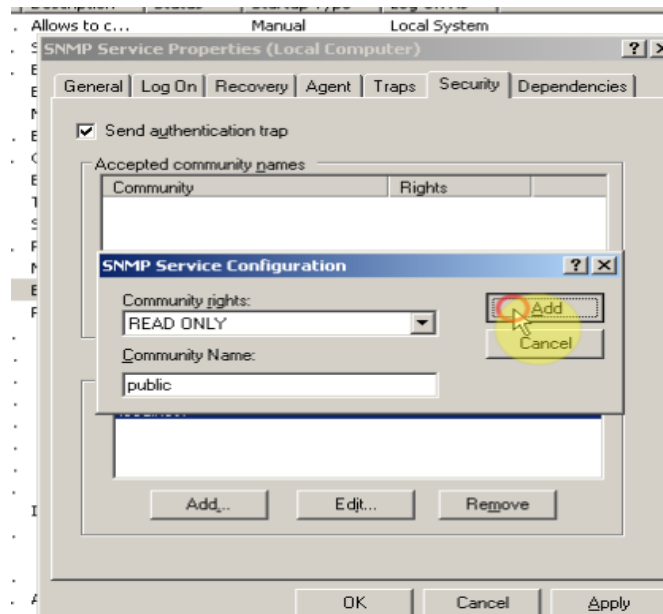 Allows to c... Manual Local System
SNMP Service Properties (Local Computer)
General Log On Recovery Agent Traps Security Dependencies
Send authentication trap
Accepted community names
Community Rights
SNMP Service Configuration
Community rights:
READ ONLY
Add
Cancel
Community Name:
public
Add... Edit... Remove
OK Cancel Apply